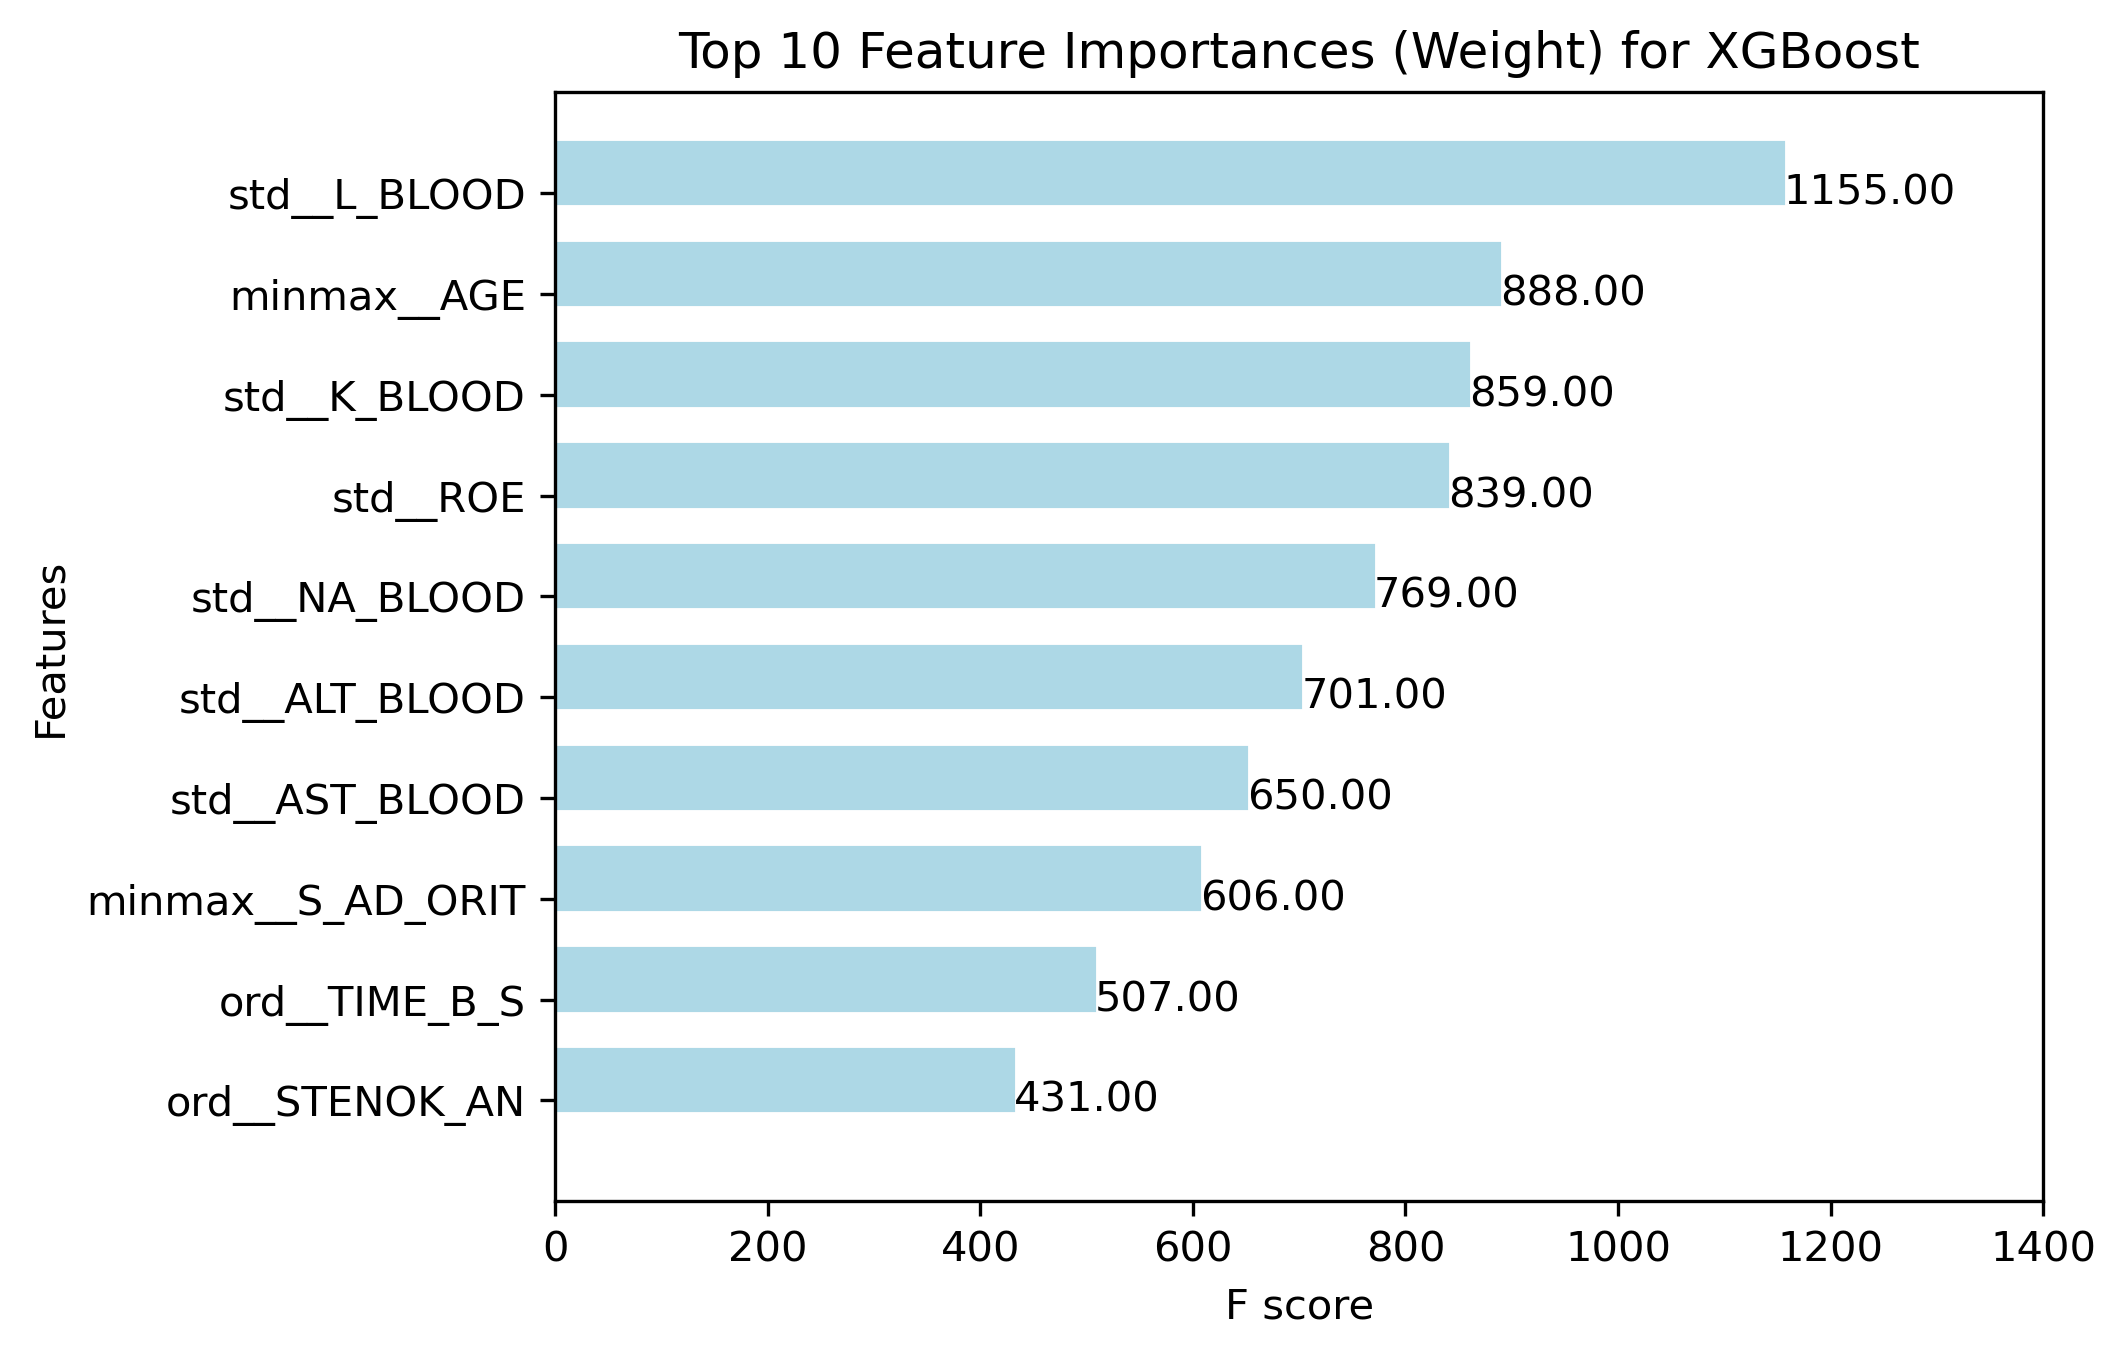 Top 10 Feature Importances (Weight) for XGBoost
Features
std__L_BLOOD 1155.00
minmax__AGE 888.00
std__K_BLOOD 859.00
std__ROE 839.00
std__NA_BLOOD 769.00
std__ALT_BLOOD 701.00
std__AST_BLOOD 650.00
minmax__S_AD_ORIT 606.00
ord__TIME_B_S 507.00
ord__STENOK_AN 431.00
0 200 400 600 800 1000 1200 1400
F score